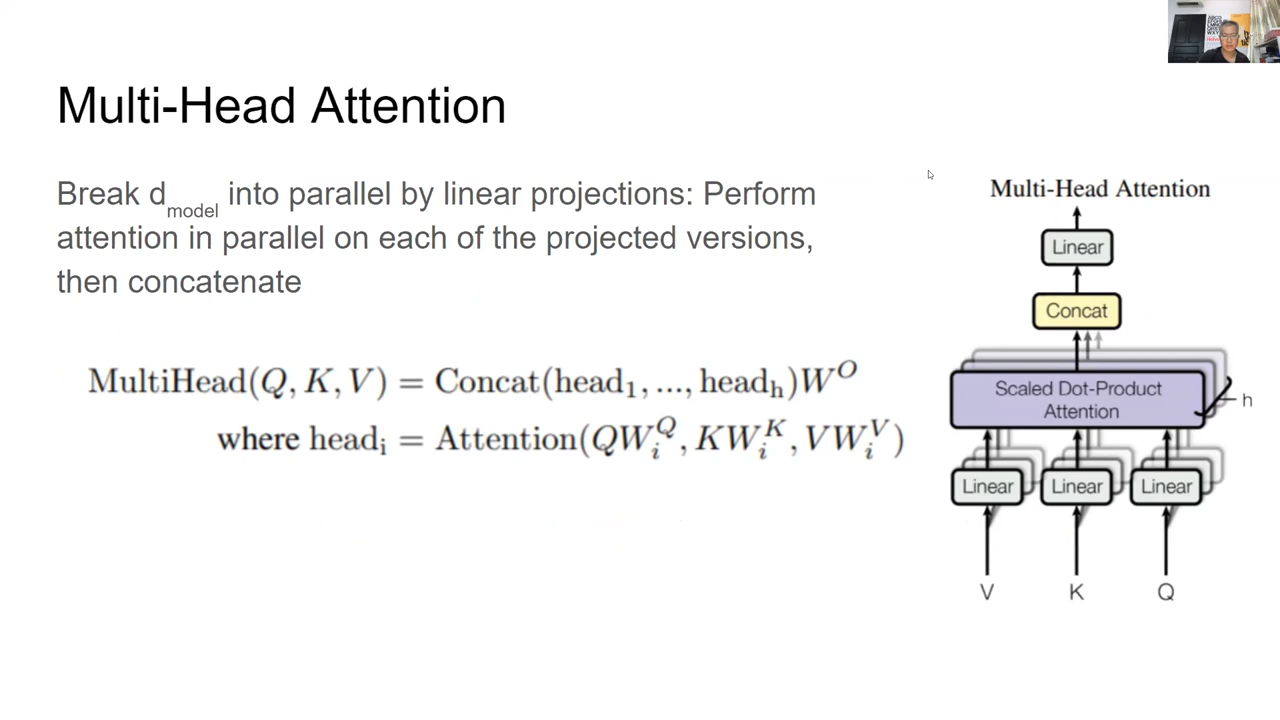 Multi-Head Attention
Break d_model into parallel by linear projections: Perform
attention in parallel on each of the projected versions,
then concatenate
MultiHead(Q, K, V) = Concat(head_1, ..., head_h)W^O
where head_i = Attention(QW_i^Q, KW_i^K, VW_i^V)
Multi-Head Attention
Linear
Concat
Scaled Dot-Product
Attention
h
Linear Linear Linear
V K Q